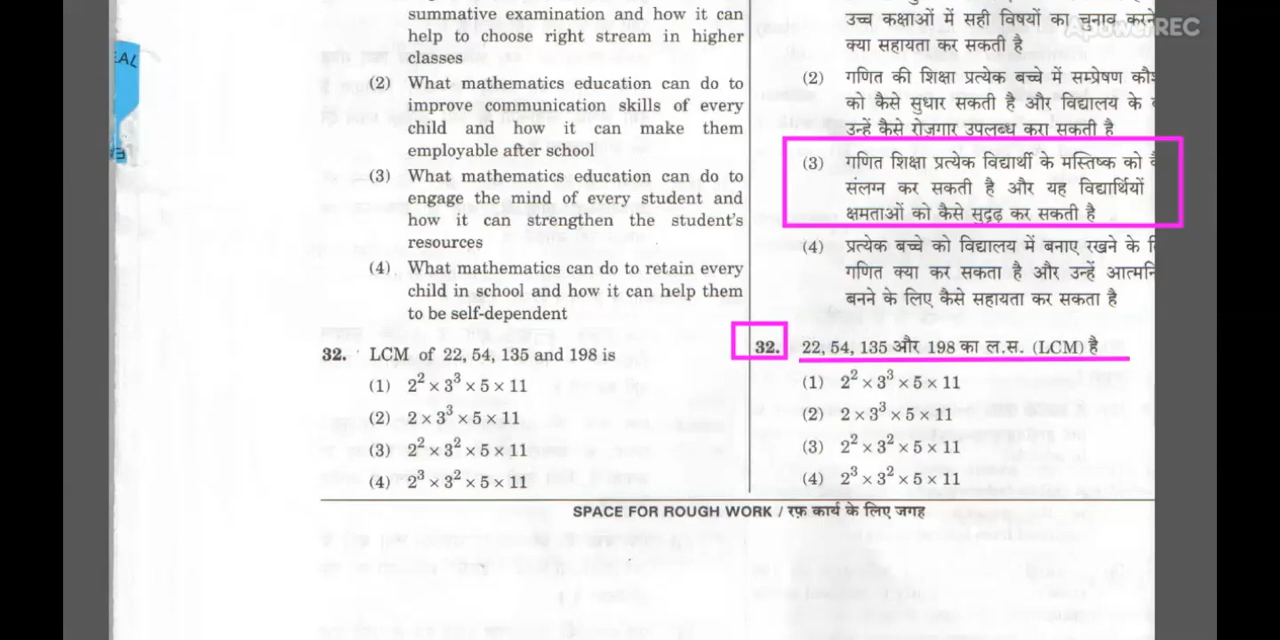 summative examination and how it can
help to choose right stream in higher
classes
(2) What mathematics education can do to
improve communication skills of every
child and how it can make them
employable after school
(3) What mathematics education can do to
engage the mind of every student and
how it can strengthen the student's
resources
(4) What mathematics can do to retain every
child in school and how it can help them
to be self-dependent
32. LCM of 22, 54, 135 and 198 is
(1) 2² × 3³ × 5 × 11
(2) 2 × 3³ × 5 × 11
(3) 2² × 3² × 5 × 11
(4) 2³ × 3² × 5 × 11
उच्च कक्षाओं में सही विषयों का चुनाव करने
क्या सहायता कर सकती है
(2) गणित की शिक्षा प्रत्येक बच्चे में सम्प्रेषण
को कैसे सुधार सकती है और विद्यालय के
उन्हें कैसे रोज़गार उपलब्ध करा सकती है
(3) गणित शिक्षा प्रत्येक विद्यार्थी के मस्तिष्क को
संलग्न कर सकती है और यह विद्यार्थियों
क्षमताओं को कैसे सुदृढ़ कर सकती है
(4) प्रत्येक बच्चे को विद्यालय में बनाए रखने के
गणित क्या कर सकता है और उन्हें
बनने के लिए कैसे सहायता कर सकता है
32. 22, 54, 135 और 198 का ल.स. (LCM) है
(1) 2² × 3³ × 5 × 11
(2) 2 × 3³ × 5 × 11
(3) 2² × 3² × 5 × 11
(4) 2³ × 3² × 5 × 11
SPACE FOR ROUGH WORK / रफ़ कार्य के लिए जगह
ApowerREC